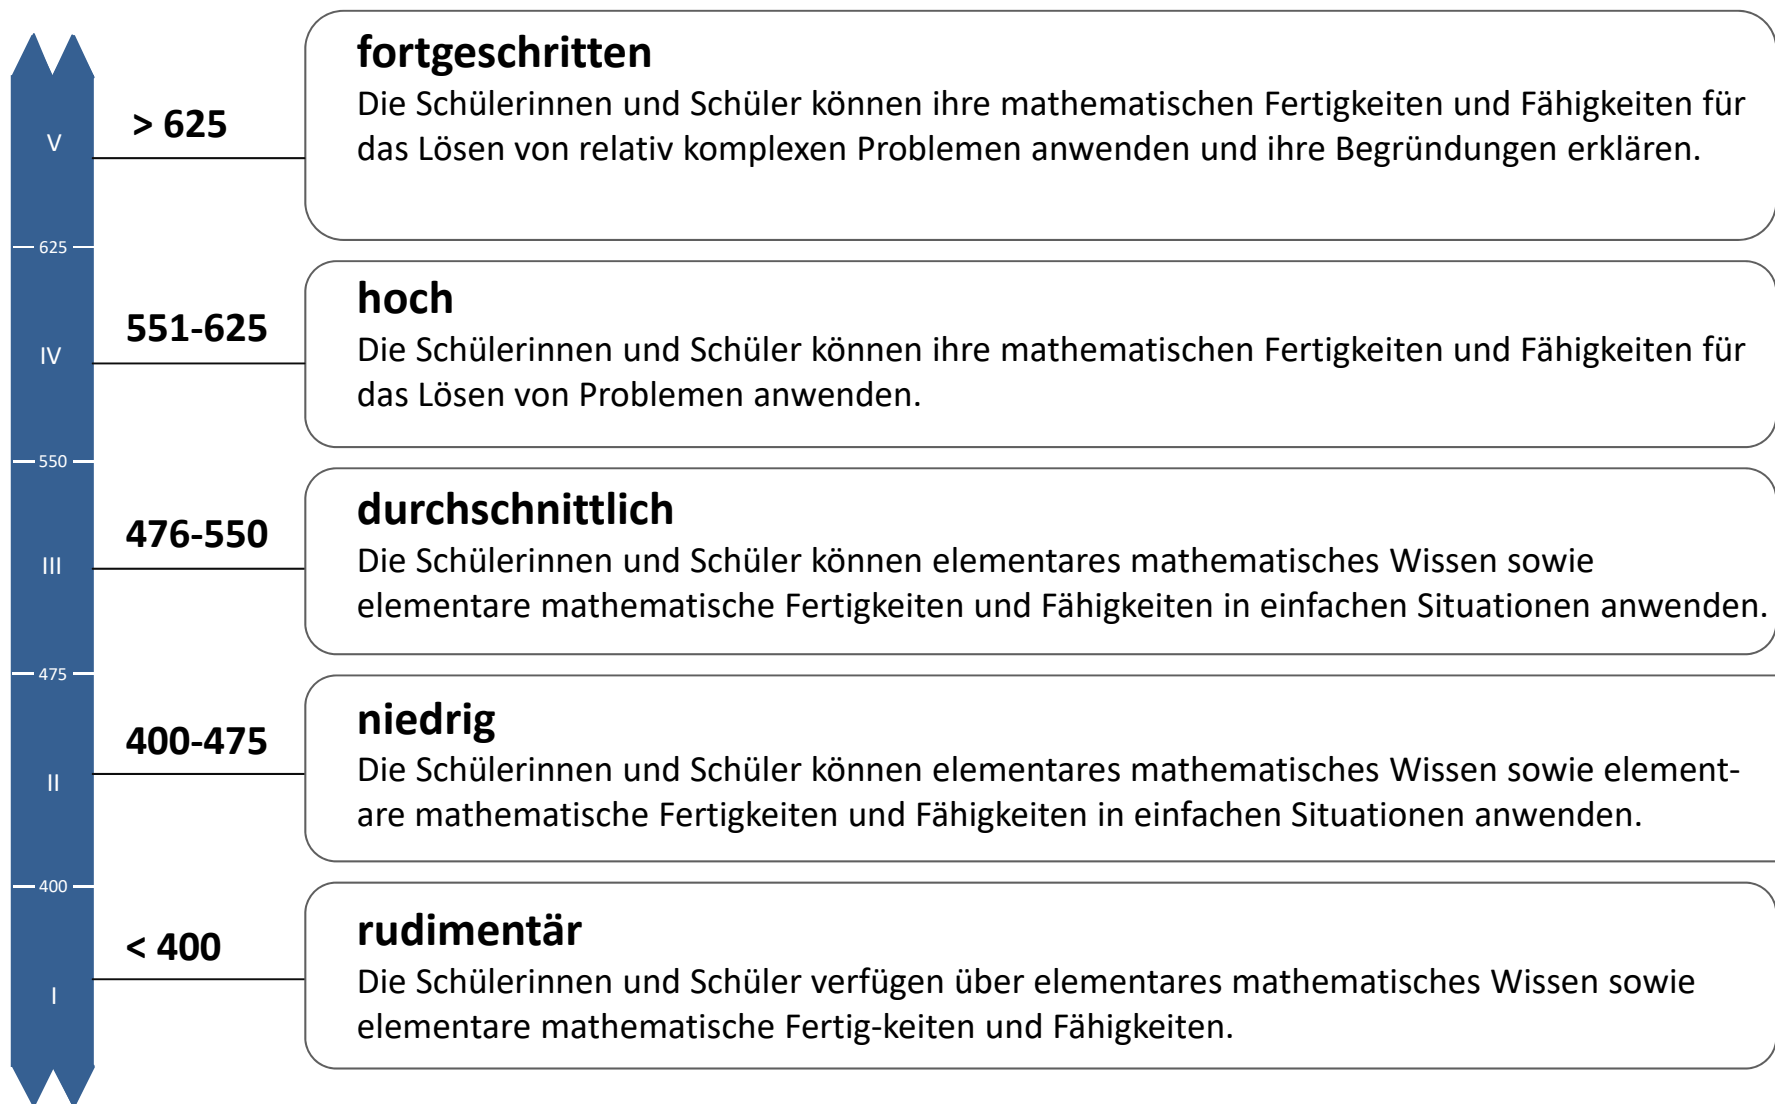 fortgeschritten
Die Schülerinnen und Schüler können ihre mathematischen Fertigkeiten und Fähigkeiten für
das Lösen von relativ komplexen Problemen anwenden und ihre Begründungen erklären.
> 625
V
625
hoch
Die Schülerinnen und Schüler können ihre mathematischen Fertigkeiten und Fähigkeiten für
das Lösen von Problemen anwenden.
551-625
IV
550
durchschnittlich
Die Schülerinnen und Schüler können elementares mathematisches Wissen sowie
elementare mathematische Fertigkeiten und Fähigkeiten in einfachen Situationen anwenden.
476-550
III
475
niedrig
Die Schülerinnen und Schüler können elementares mathematisches Wissen sowie element-
are mathematische Fertigkeiten und Fähigkeiten in einfachen Situationen anwenden.
400-475
II
400
rudimentär
Die Schülerinnen und Schüler verfügen über elementares mathematisches Wissen sowie
elementare mathematische Fertig-keiten und Fähigkeiten.
< 400
I